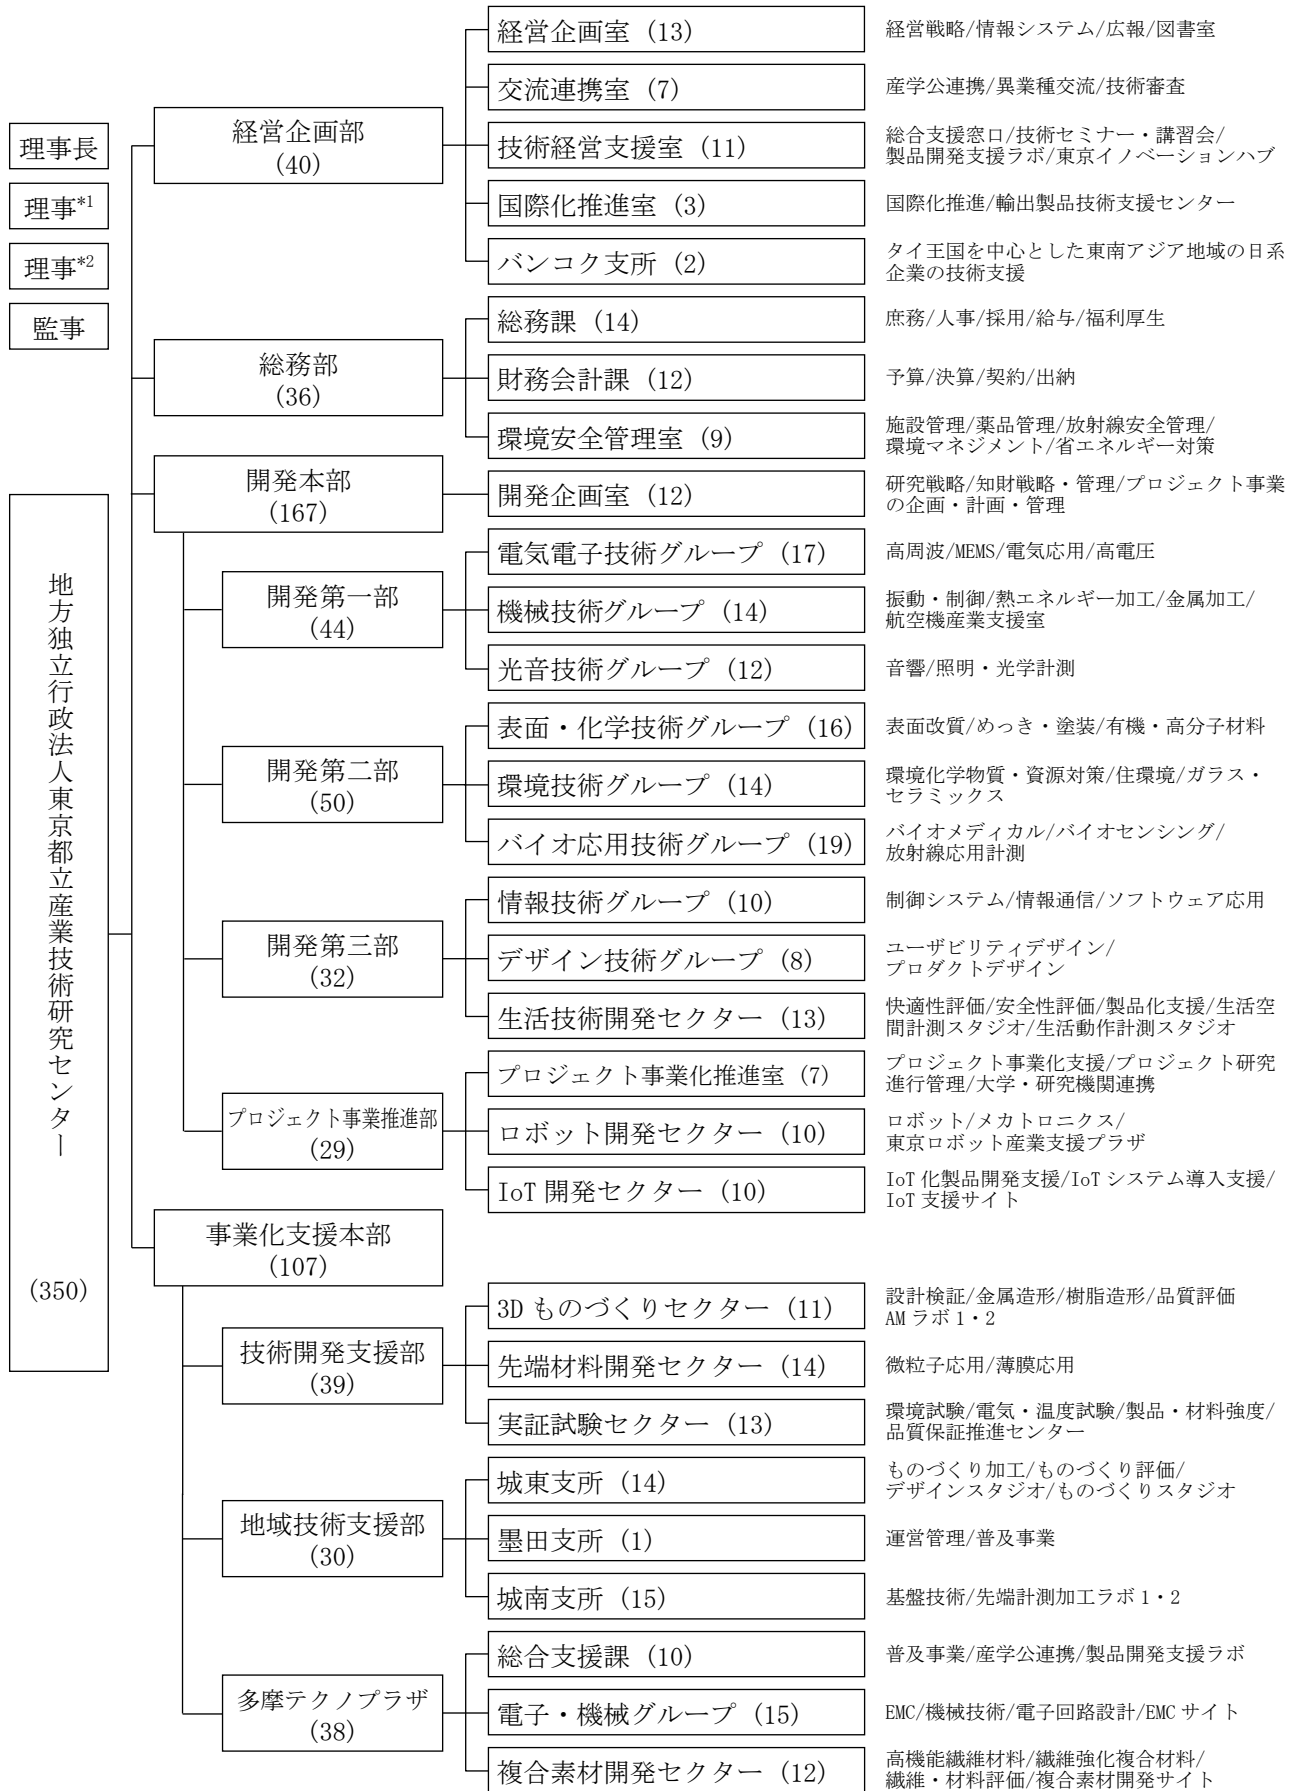 理事長
理事*1
理事*2
監事
地方独立行政法人東京都立産業技術研究センター
(350)
経営企画部
(40)
経営企画室 (13)
経営戦略/情報システム/広報/図書室
交流連携室 (7)
産学公連携/異業種交流/技術審査
技術経営支援室 (11)
総合支援窓口/技術セミナー・講習会/
製品開発支援ラボ/東京イノベーションハブ
国際化推進室 (3)
国際化推進/輸出製品技術支援センター
バンコク支所 (2)
タイ王国を中心とした東南アジア地域の日系
企業の技術支援
総務部
(36)
総務課 (14)
庶務/人事/採用/給与/福利厚生
財務会計課 (12)
予算/決算/契約/出納
環境安全管理室 (9)
施設管理/薬品管理/放射線安全管理/
環境マネジメント/省エネルギー対策
開発本部
(167)
開発企画室 (12)
研究戦略/知財戦略・管理/プロジェクト事業
の企画・計画・管理
開発第一部
(44)
電気電子技術グループ (17)
高周波/MEMS/電気応用/高電圧
機械技術グループ (14)
振動・制御/熱エネルギー加工/金属加工/
航空機産業支援室
光音技術グループ (12)
音響/照明・光学計測
開発第二部
(50)
表面・化学技術グループ (16)
表面改質/めっき・塗装/有機・高分子材料
環境技術グループ (14)
環境化学物質・資源対策/住環境/ガラス・
セラミックス
バイオ応用技術グループ (19)
バイオメディカル/バイオセンシング/
放射線応用計測
開発第三部
(32)
情報技術グループ (10)
制御システム/情報通信/ソフトウェア応用
デザイン技術グループ (8)
ユーザビリティデザイン/
プロダクトデザイン
生活技術開発セクター (13)
快適性評価/安全性評価/製品化支援/生活空
間計測スタジオ/生活動作計測スタジオ
プロジェクト事業推進部
(29)
プロジェクト事業化推進室 (7)
プロジェクト事業化支援/プロジェクト研究
進行管理/大学・研究機関連携
ロボット開発セクター (10)
ロボット/メカトロニクス/
東京ロボット産業支援プラザ
IoT 開発セクター (10)
IoT 化製品開発支援/IoT システム導入支援/
IoT 支援サイト
事業化支援本部
(107)
技術開発支援部
(39)
3D ものづくりセクター (11)
設計検証/金属造形/樹脂造形/品質評価
AM ラボ 1・2
先端材料開発セクター (14)
微粒子応用/薄膜応用
実証試験セクター (13)
環境試験/電気・温度試験/製品・材料強度/
品質保証推進センター
地域技術支援部
(30)
城東支所 (14)
ものづくり加工/ものづくり評価/
デザインスタジオ/ものづくりスタジオ
墨田支所 (1)
運営管理/普及事業
城南支所 (15)
基盤技術/先端計測加工ラボ 1・2
多摩テクノプラザ
(38)
総合支援課 (10)
普及事業/産学公連携/製品開発支援ラボ
電子・機械グループ (15)
EMC/機械技術/電子回路設計/EMC サイト
複合素材開発セクター (12)
高機能繊維材料/繊維強化複合材料/
繊維・材料評価/複合素材開発サイト